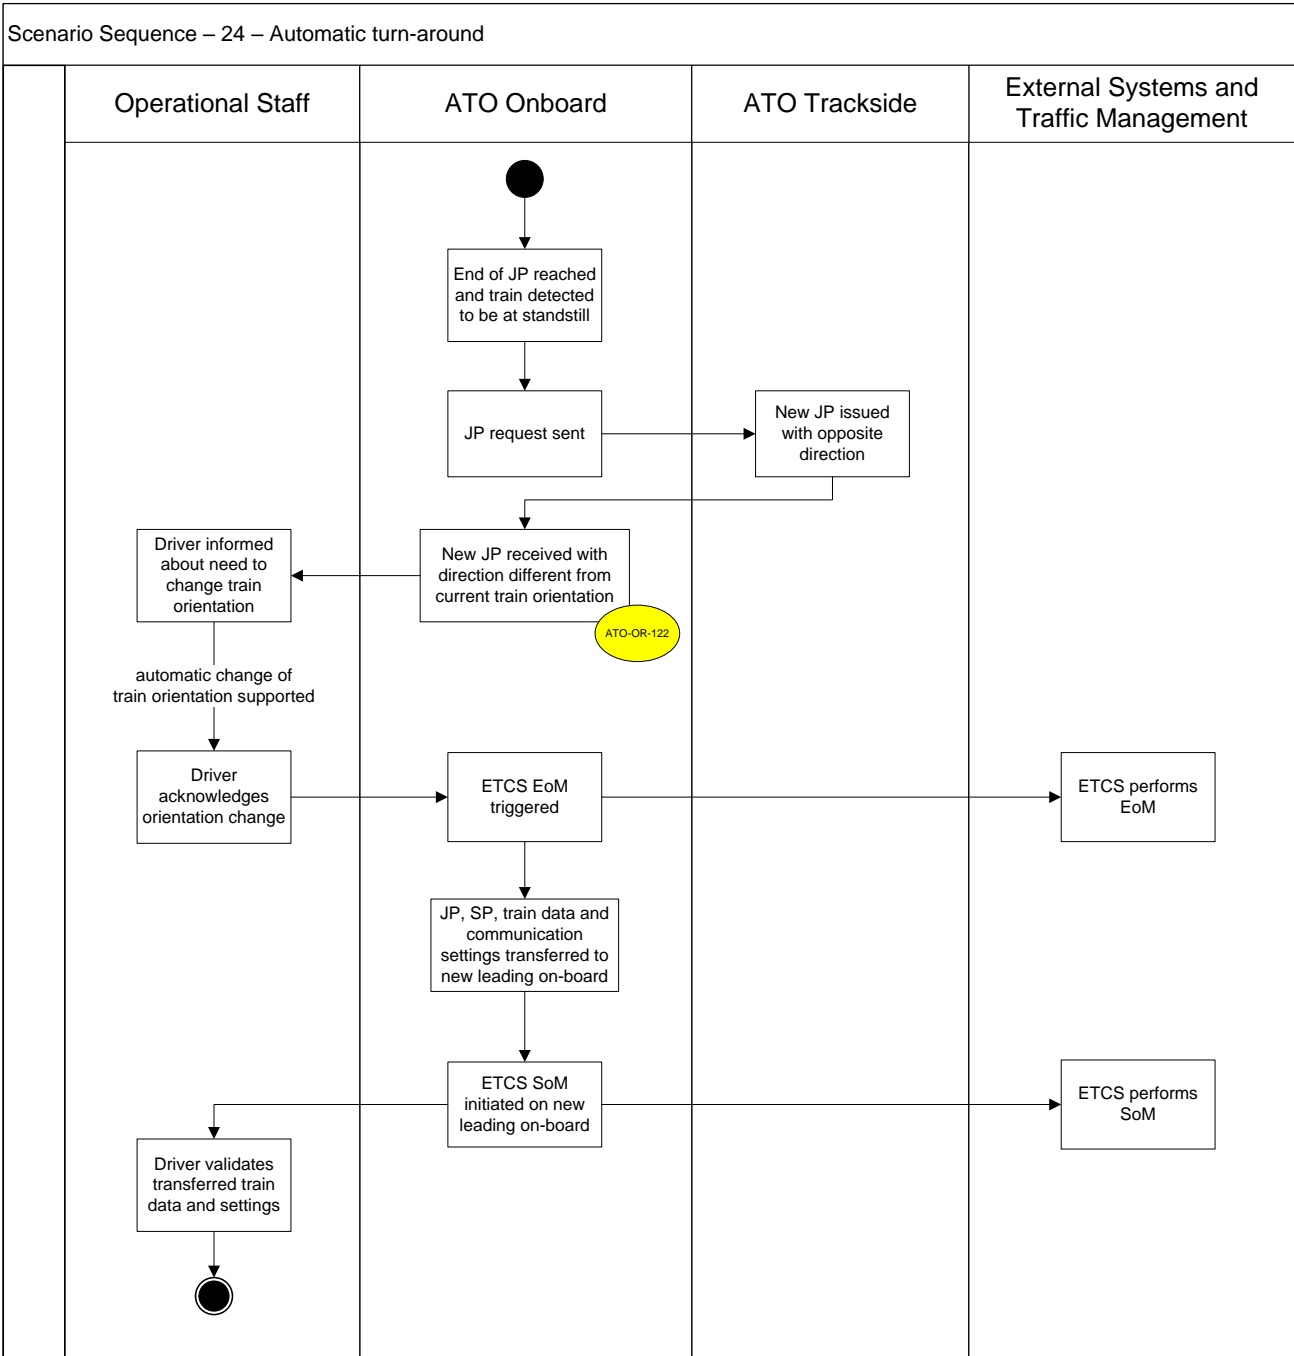 Scenario Sequence – 24 – Automatic turn-around
Operational Staff
ATO Onboard
ATO Trackside
External Systems and
Traffic Management
End of JP reached
and train detected
to be at standstill
JP request sent
New JP issued
with opposite
direction
Driver informed
about need to
change train
orientation
New JP received with
direction different from
current train orientation
ATO-OR-122
automatic change of
train orientation supported
Driver
acknowledges
orientation change
ETCS EoM
triggered
ETCS performs
EoM
JP, SP, train data and
communication
settings transferred to
new leading on-board
ETCS SoM
initiated on new
leading on-board
ETCS performs
SoM
Driver validates
transferred train
data and settings